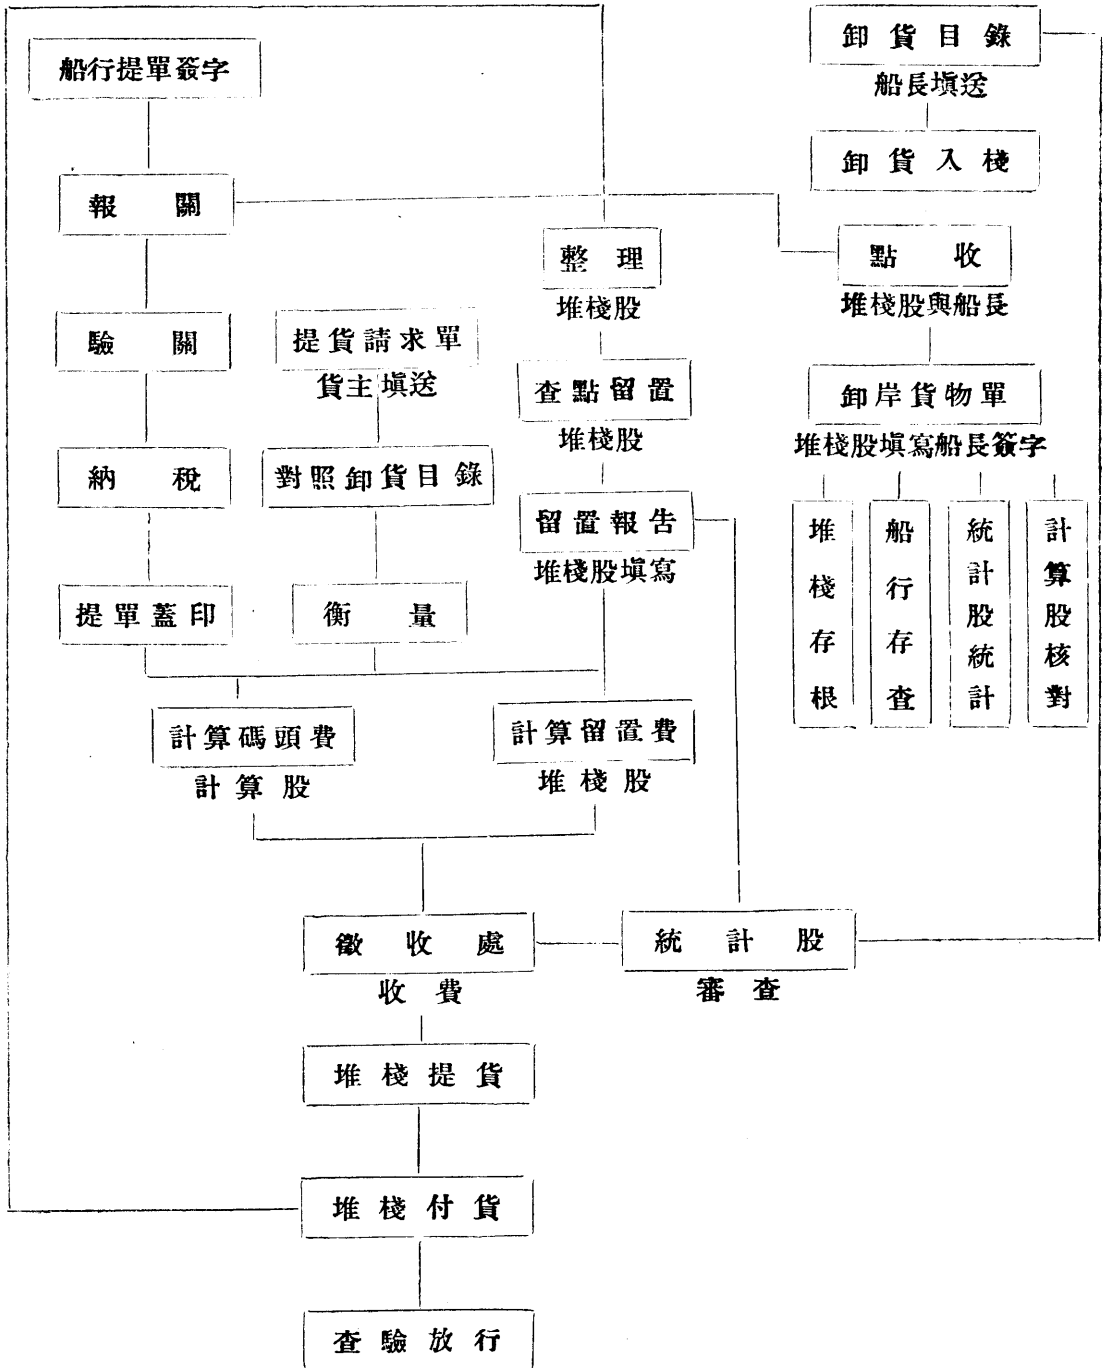 船行提單簽字
報關
驗關
納稅
提單蓋印
提貨請求單
貨主填送
對照卸貨目錄
衡量
整理
堆棧股
查點留置
堆棧股
留置報告
堆棧股填寫
卸貨目錄
船長填送
卸貨入棧
點收
堆棧股與船長
卸岸貨物單
堆棧股填寫船長簽字
堆棧存根
船行存查
統計股統計
計算股核對
計算碼頭費
計算股
計算留置費
堆棧股
徵收處
收費
統計股
審查
堆棧提貨
堆棧付貨
查驗放行